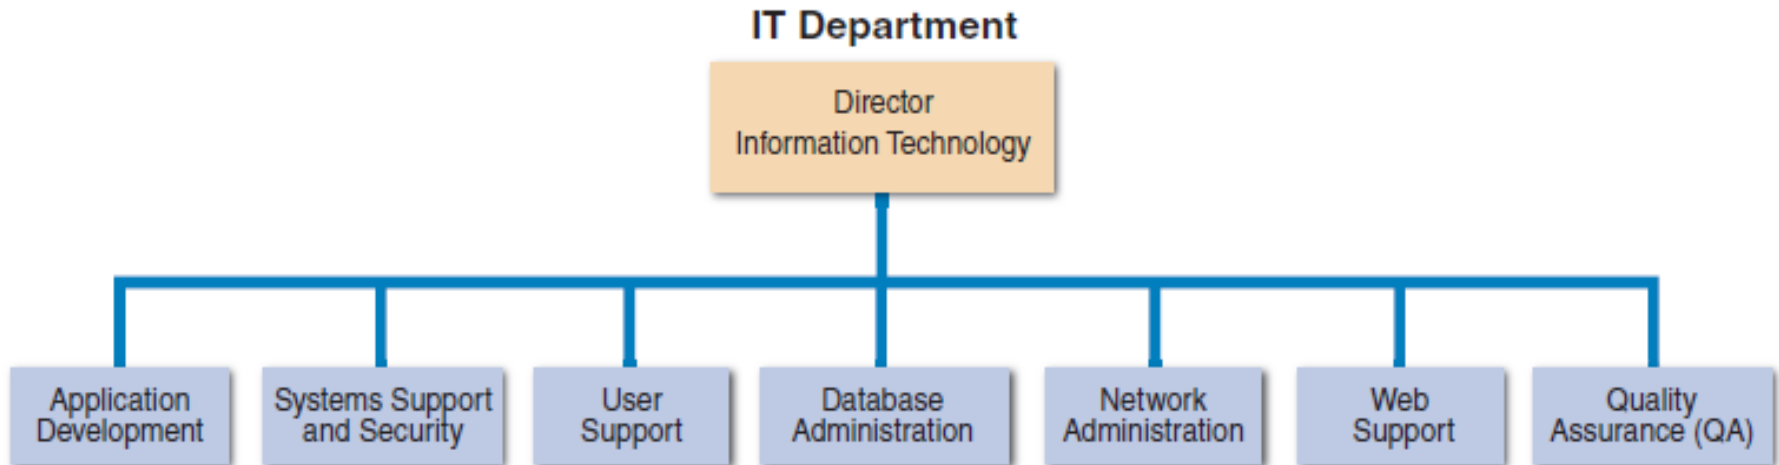 IT Department
Director
Information Technology
Application
Development
Systems Support
and Security
User
Support
Database
Administration
Network
Administration
Web
Support
Quality
Assurance (QA)